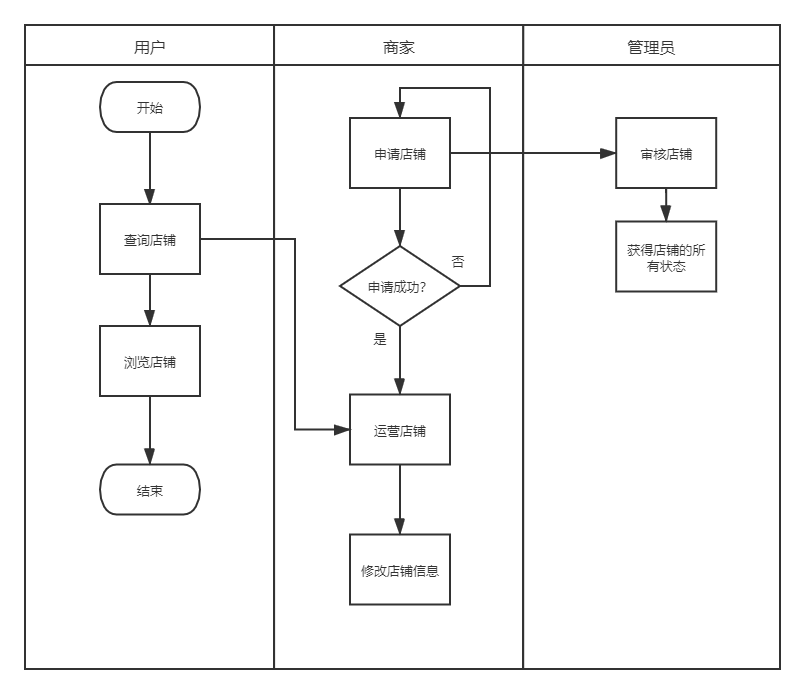 用户
商家
管理员
开始
查询店铺
浏览店铺
结束
申请店铺
申请成功？
否
是
运营店铺
修改店铺信息
审核店铺
获得店铺的所
有状态